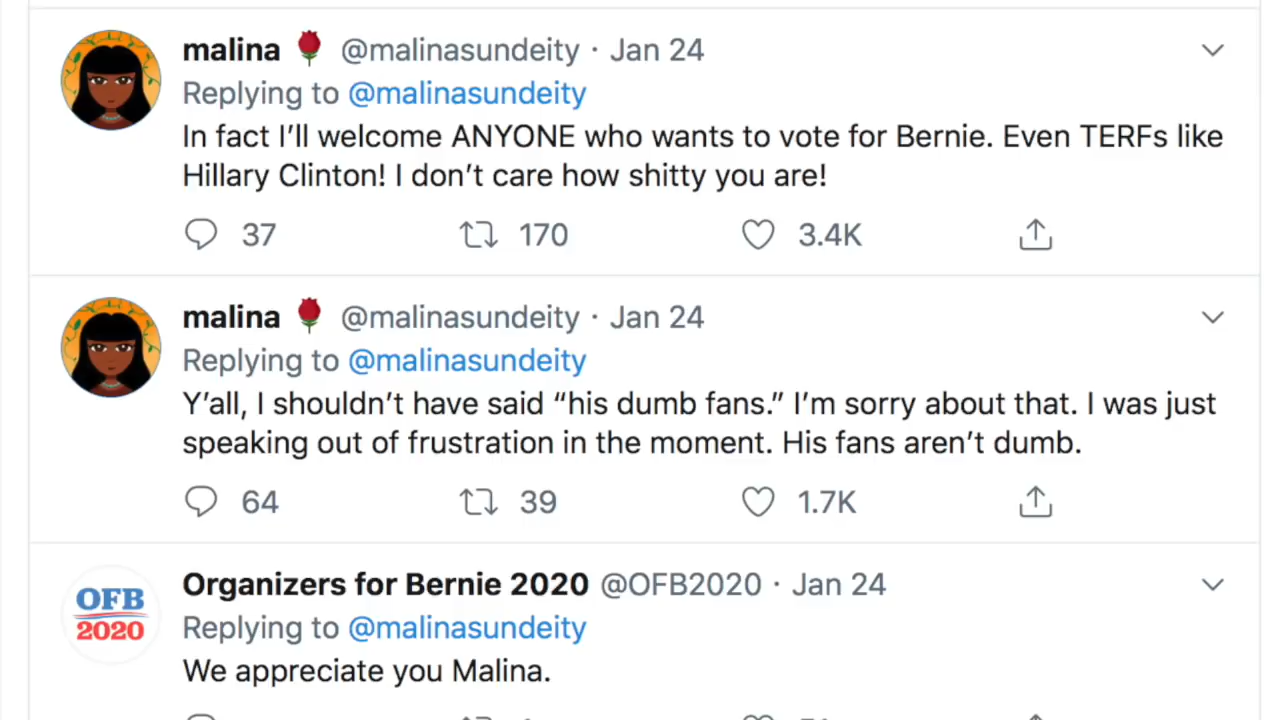 malina @malinasundeity · Jan 24
Replying to @malinasundeity
In fact I’ll welcome ANYONE who wants to vote for Bernie. Even TERFs like
Hillary Clinton! I don’t care how shitty you are!
37 170 3.4K
malina @malinasundeity · Jan 24
Replying to @malinasundeity
Y’all, I shouldn’t have said “his dumb fans.” I’m sorry about that. I was just
speaking out of frustration in the moment. His fans aren’t dumb.
64 39 1.7K
OFB
2020
Organizers for Bernie 2020 @OFB2020 · Jan 24
Replying to @malinasundeity
We appreciate you Malina.